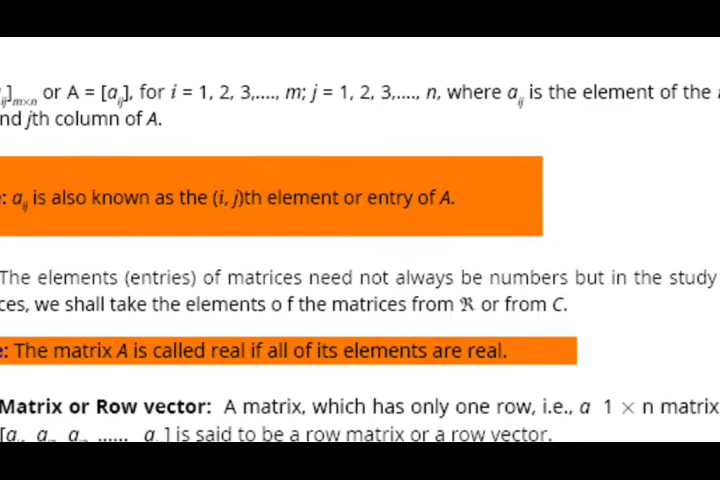 ij]m×n or A = [aij], for i = 1, 2, 3,...., m; j = 1, 2, 3,...., n, where aij is the element of the
nd jth column of A.
: aij is also known as the (i, j)th element or entry of A.
The elements (entries) of matrices need not always be numbers but in the study
ces, we shall take the elements o f the matrices from ℜ or from C.
: The matrix A is called real if all of its elements are real.
Matrix or Row vector: A matrix, which has only one row, i.e., a 1 × n matrix
[a a a ...... a ] is said to be a row matrix or a row vector.